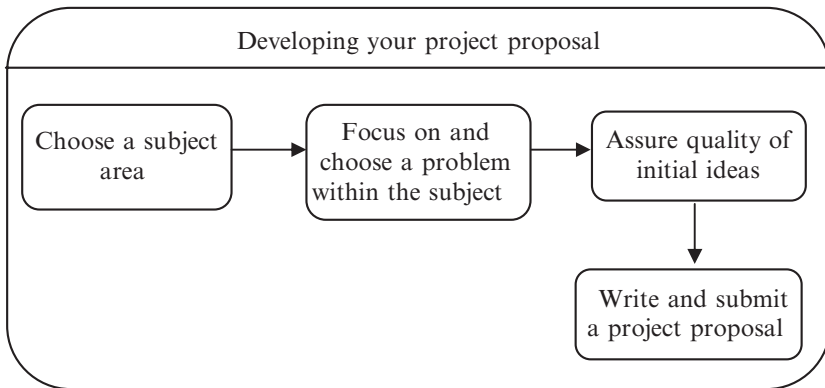 Developing your project proposal
Choose a subject
area
Focus on and
choose a problem
within the subject
Assure quality of
initial ideas
Write and submit
a project proposal